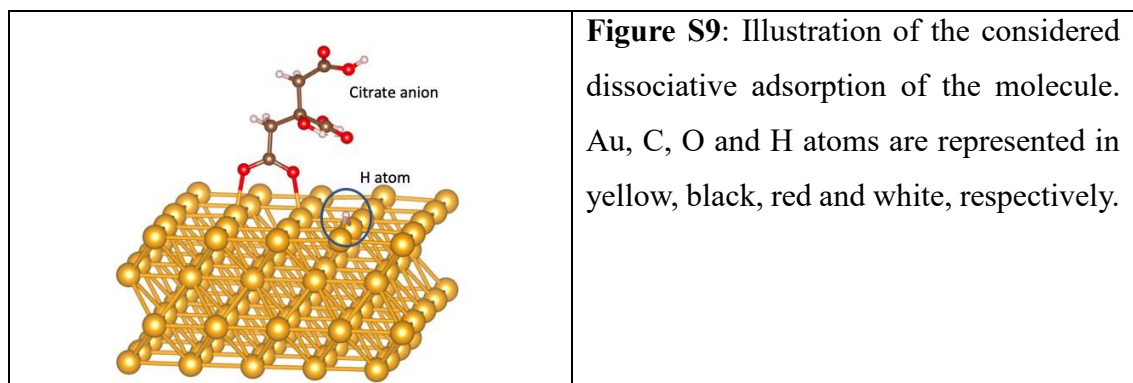 Citrate anion
H atom
Figure S9: Illustration of the considered
dissociative adsorption of the molecule.
Au, C, O and H atoms are represented in
yellow, black, red and white, respectively.